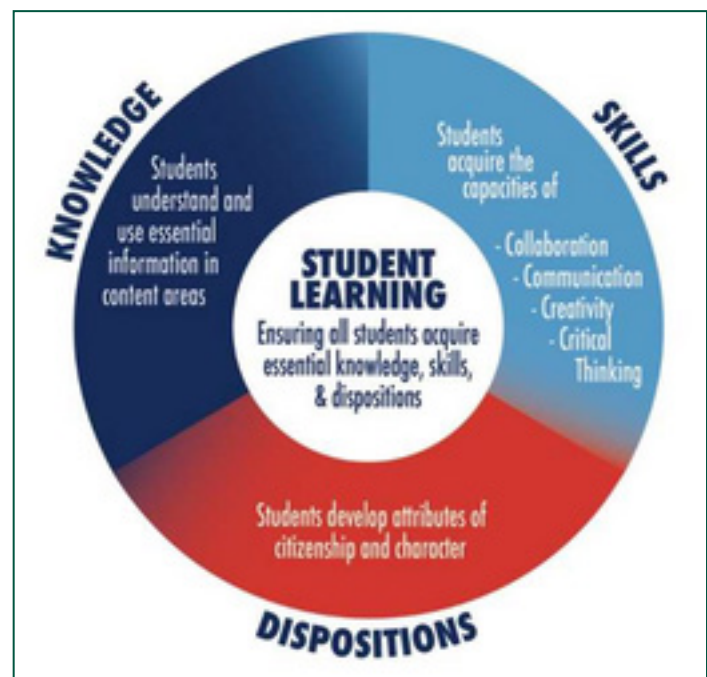 KNOWLEDGE
Students
understand and
use essential
information in
content areas
SKILLS
Students
acquire the
capacities of
- Collaboration
- Communication
- Creativity
- Critical
Thinking
STUDENT
LEARNING
Ensuring all students acquire
essential knowledge, skills,
& dispositions
Students develop attributes of
citizenship and character
DISPOSITIONS